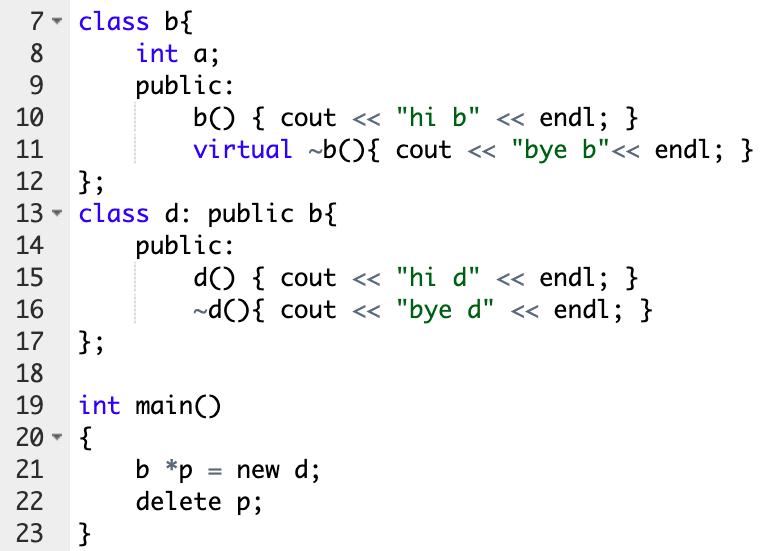 7 class b{
8     int a;
9     public:
10         b() { cout << "hi b" << endl; }
11         virtual ~b(){ cout << "bye b"<< endl; }
12 };
13 class d: public b{
14     public:
15         d() { cout << "hi d" << endl; }
16         ~d(){ cout << "bye d" << endl; }
17 };
18
19 int main()
20 {
21     b *p = new d;
22     delete p;
23 }